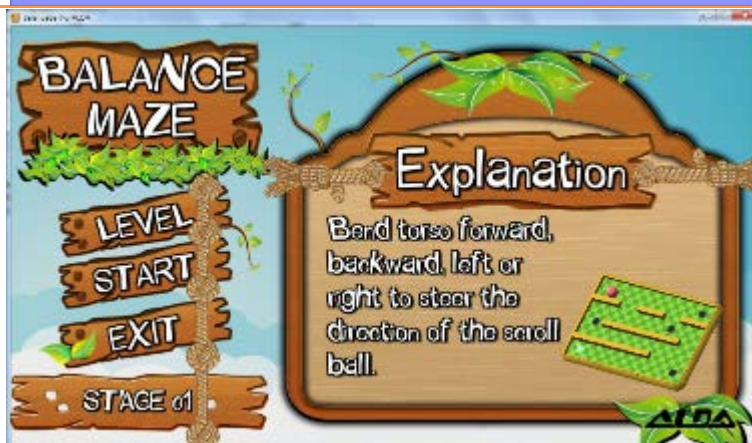 BALANCE
MAZE
LEVEL
START
EXIT
STAGE 01
Explanation
Bend torso forward,
backward, left or
right to steer the
direction of the scroll
ball.